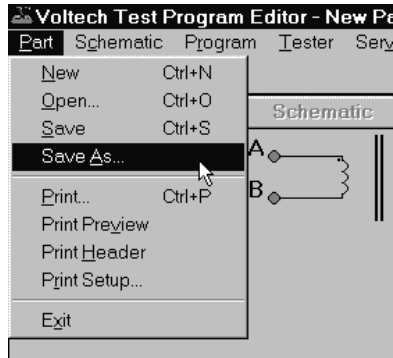 Voltech Test Program Editor - New Pa
Part Schematic Program Tester Serv
New Ctrl+N
Open... Ctrl+O
Save Ctrl+S
Save As...
Print... Ctrl+P
Print Preview
Print Header
Print Setup...
Exit
Schematic
A
B